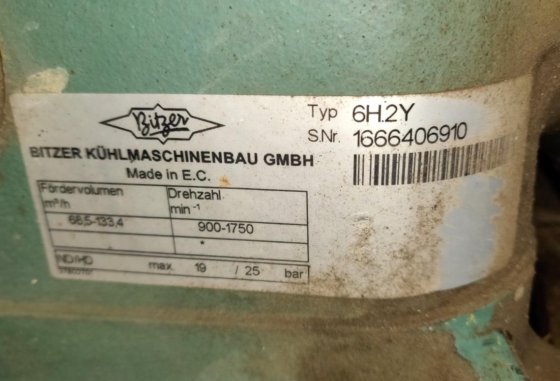 Bitzer
BITZER KÜHLMASCHINENBAU GMBH
Made in E.C.
Typ 6H.2Y
S.Nr. 1666406910
Fördervolumen
m³/h
Drehzahl
min -1
68,5-133,4
900-1750
*
ND/HD max. 19 / 25 bar